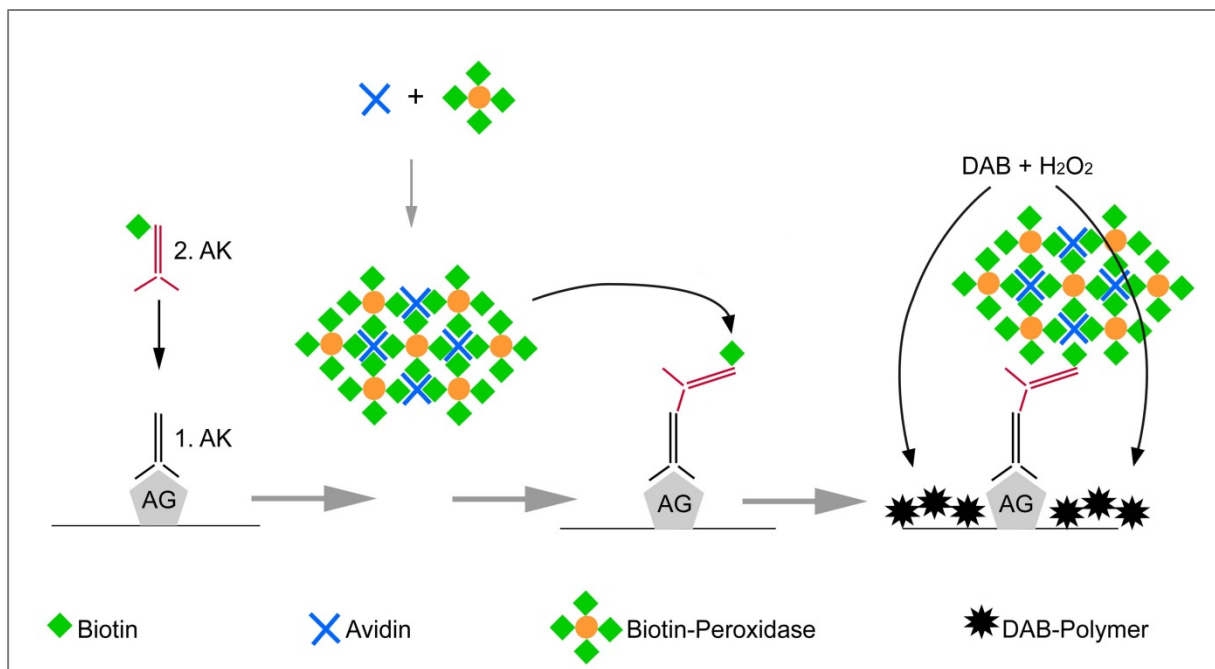 +
DAB + H₂O₂
2. AK
1. AK
AG
AG
AG
Biotin
Avidin
Biotin-Peroxidase
DAB-Polymer